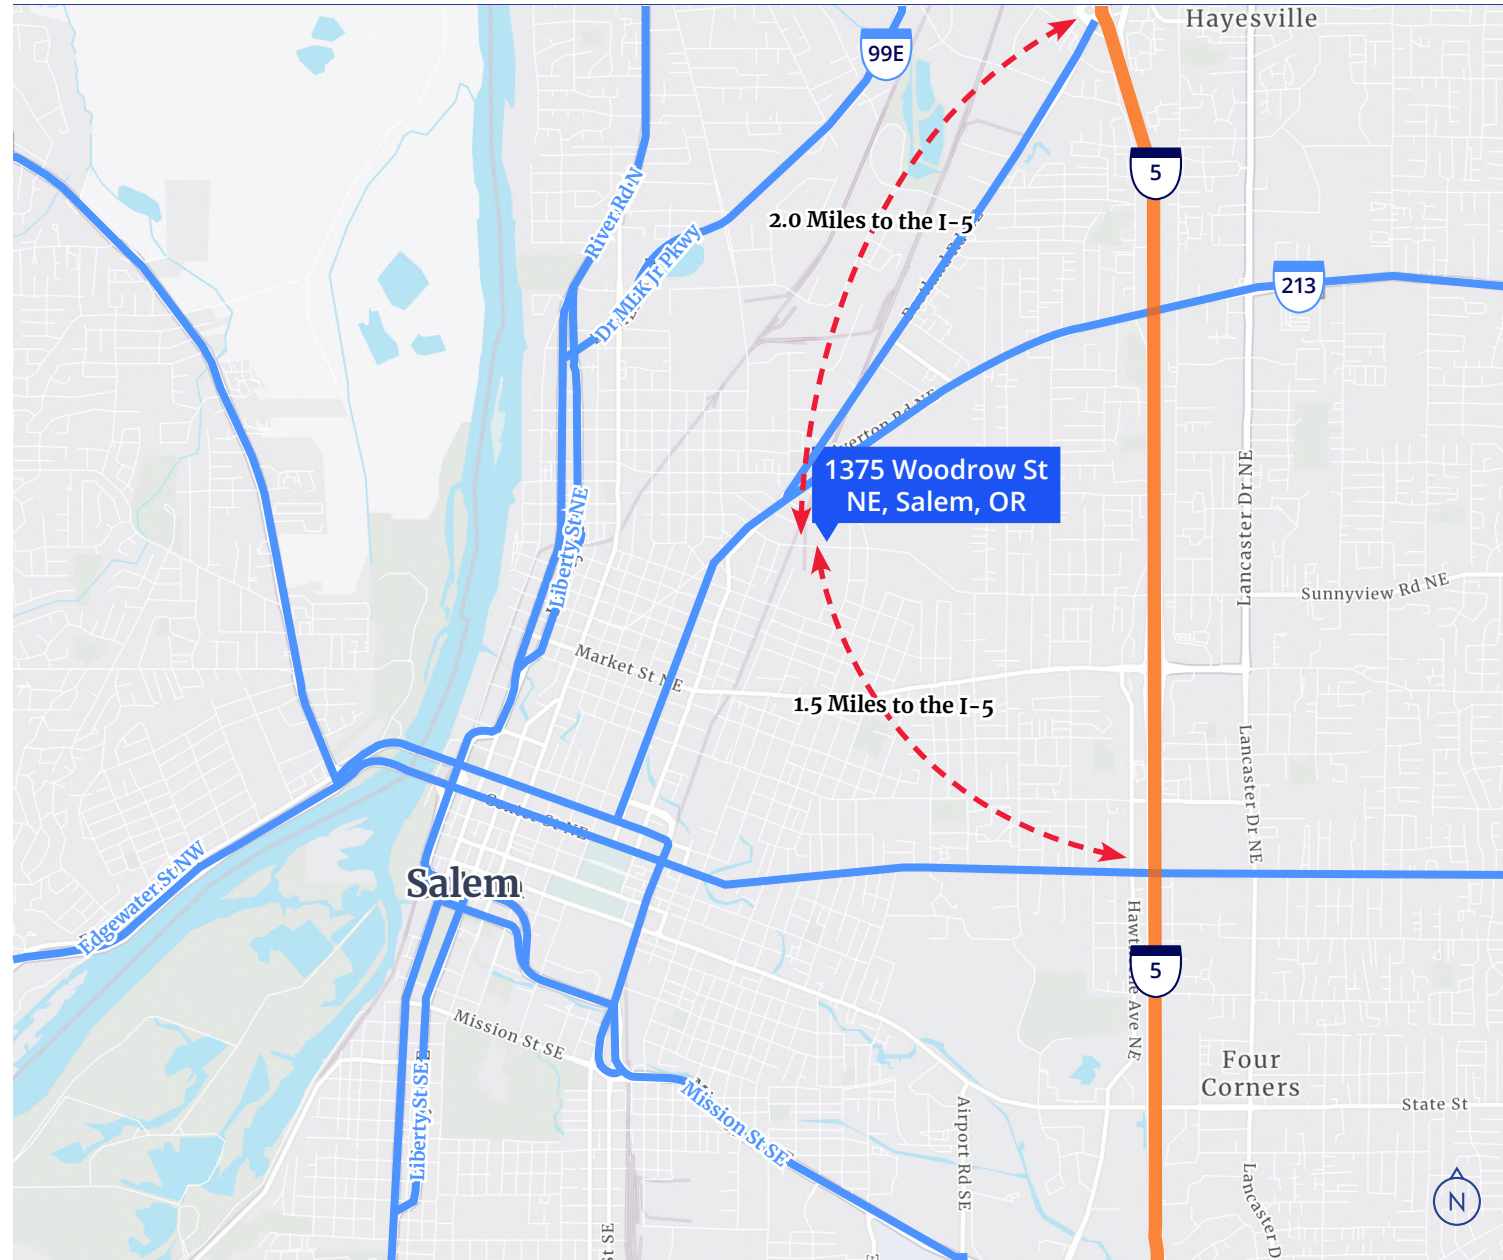 Hayesville
99E
5
River Rd N
2.0 Miles to the I-5
Dr MLK Jr Pkwy
213
1375 Woodrow St
NE, Salem, OR
Lancaster Dr NE
Liberty St NE
Sunnyview Rd NE
Market St NE
1.5 Miles to the I-5
Lancaster Dr NE
Center St NE
Edgewater St NW
Salem
5
Mission St SE
Four
Corners
Liberty St SE
Mission St SE
Airport Rd SE
State St
Lancaster D
N
St SE